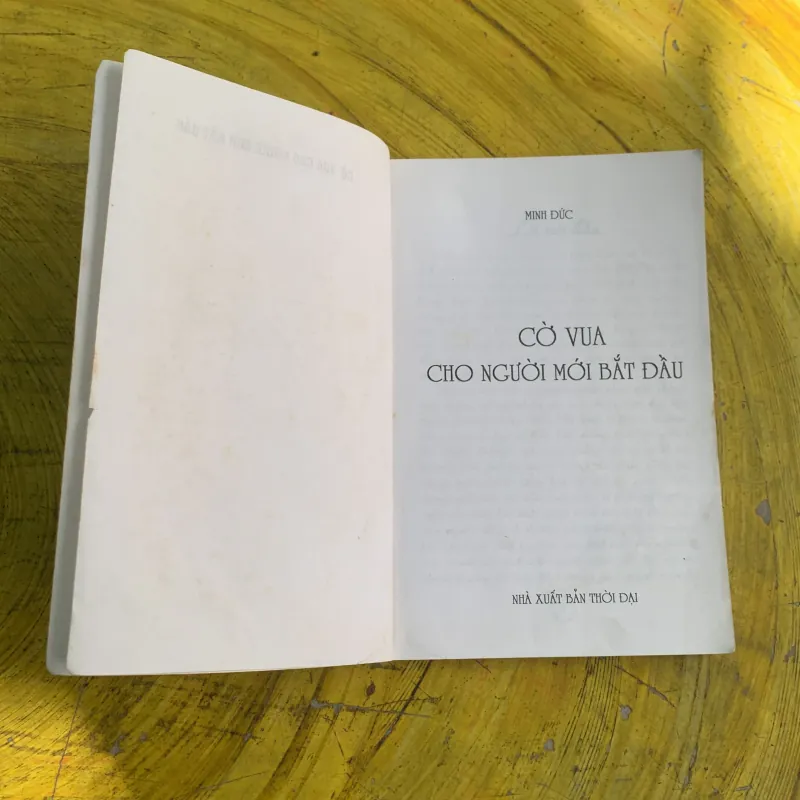 MINH ĐỨC
CỜ VUA
CHO NGƯỜI MỚI BẮT ĐẦU
NHÀ XUẤT BẢN THỜI ĐẠI